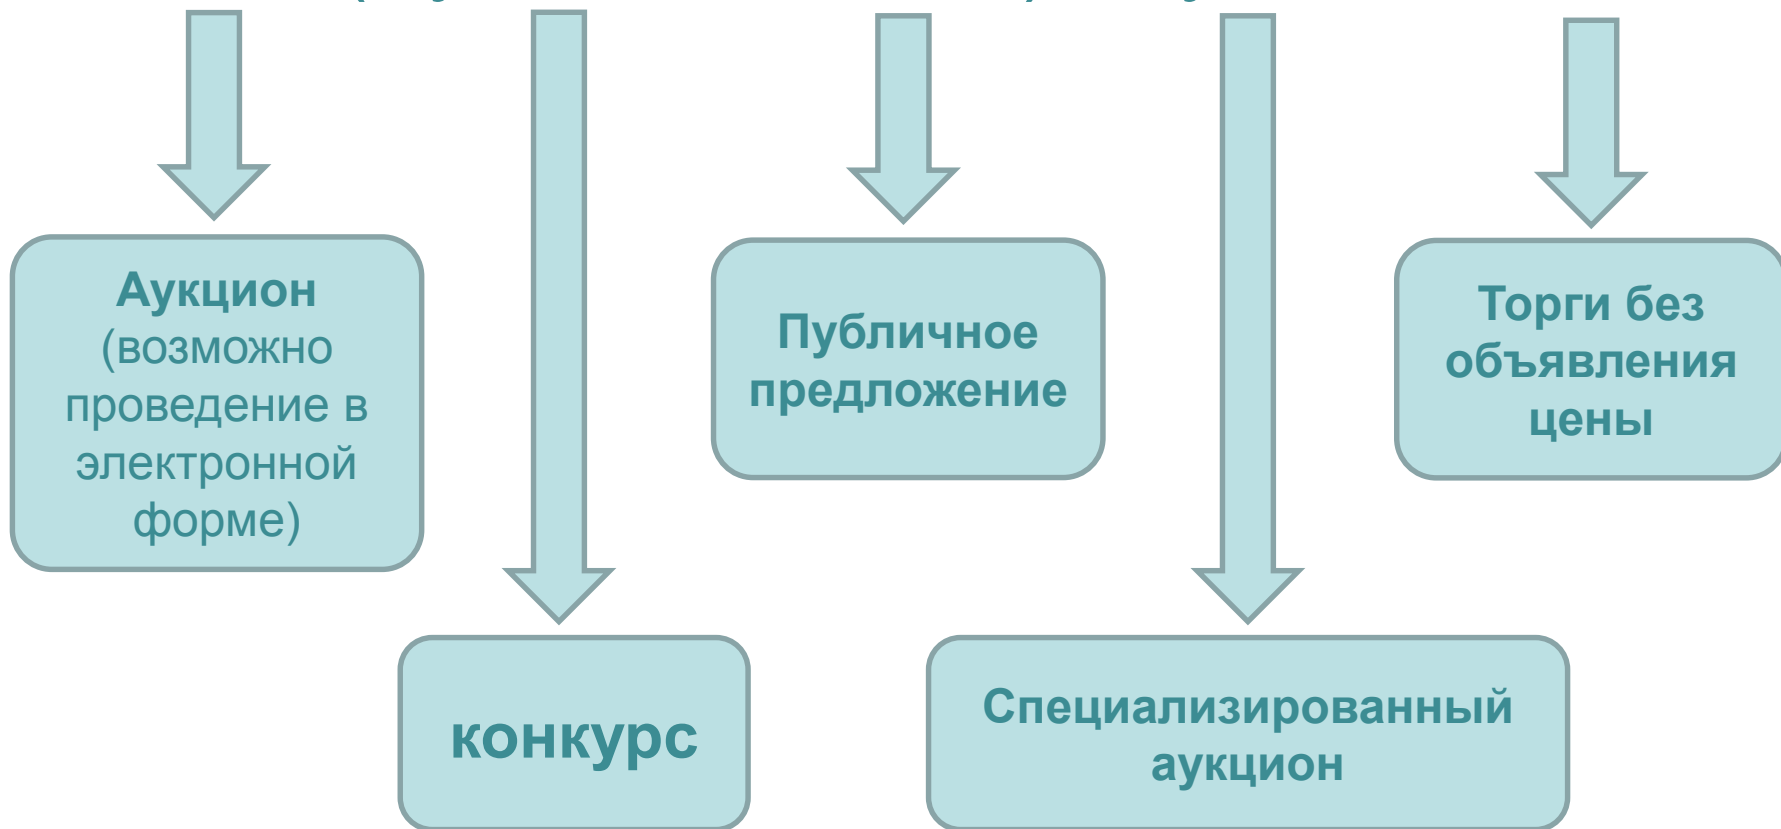 Аукцион
(возможно
проведение в
электронной
форме)
Публичное
предложение
Торги без
объявления
цены
конкурс
Специализированный
аукцион